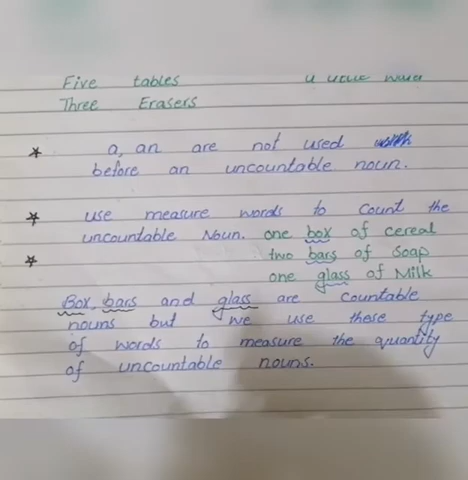 Five tables
Three Erasers
* a, an are not used
before an uncountable noun.
* use measure words to count the
uncountable Noun. one box of cereal
* two bars of Soap
one glass of Milk
Box, bars and glass are countable
nouns but we use these type
of words to measure the quantity
of uncountable nouns.